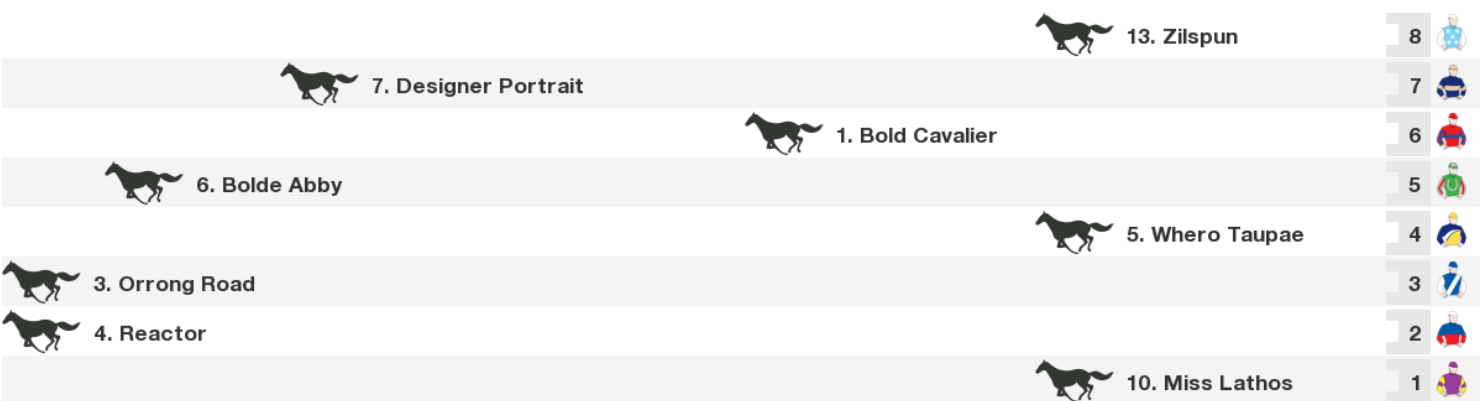 13. Zilspun 8
7. Designer Portrait 7
1. Bold Cavalier 6
6. Bolde Abby 5
5. Whero Taupae 4
3. Orrong Road 3
4. Reactor 2
10. Miss Lathos 1